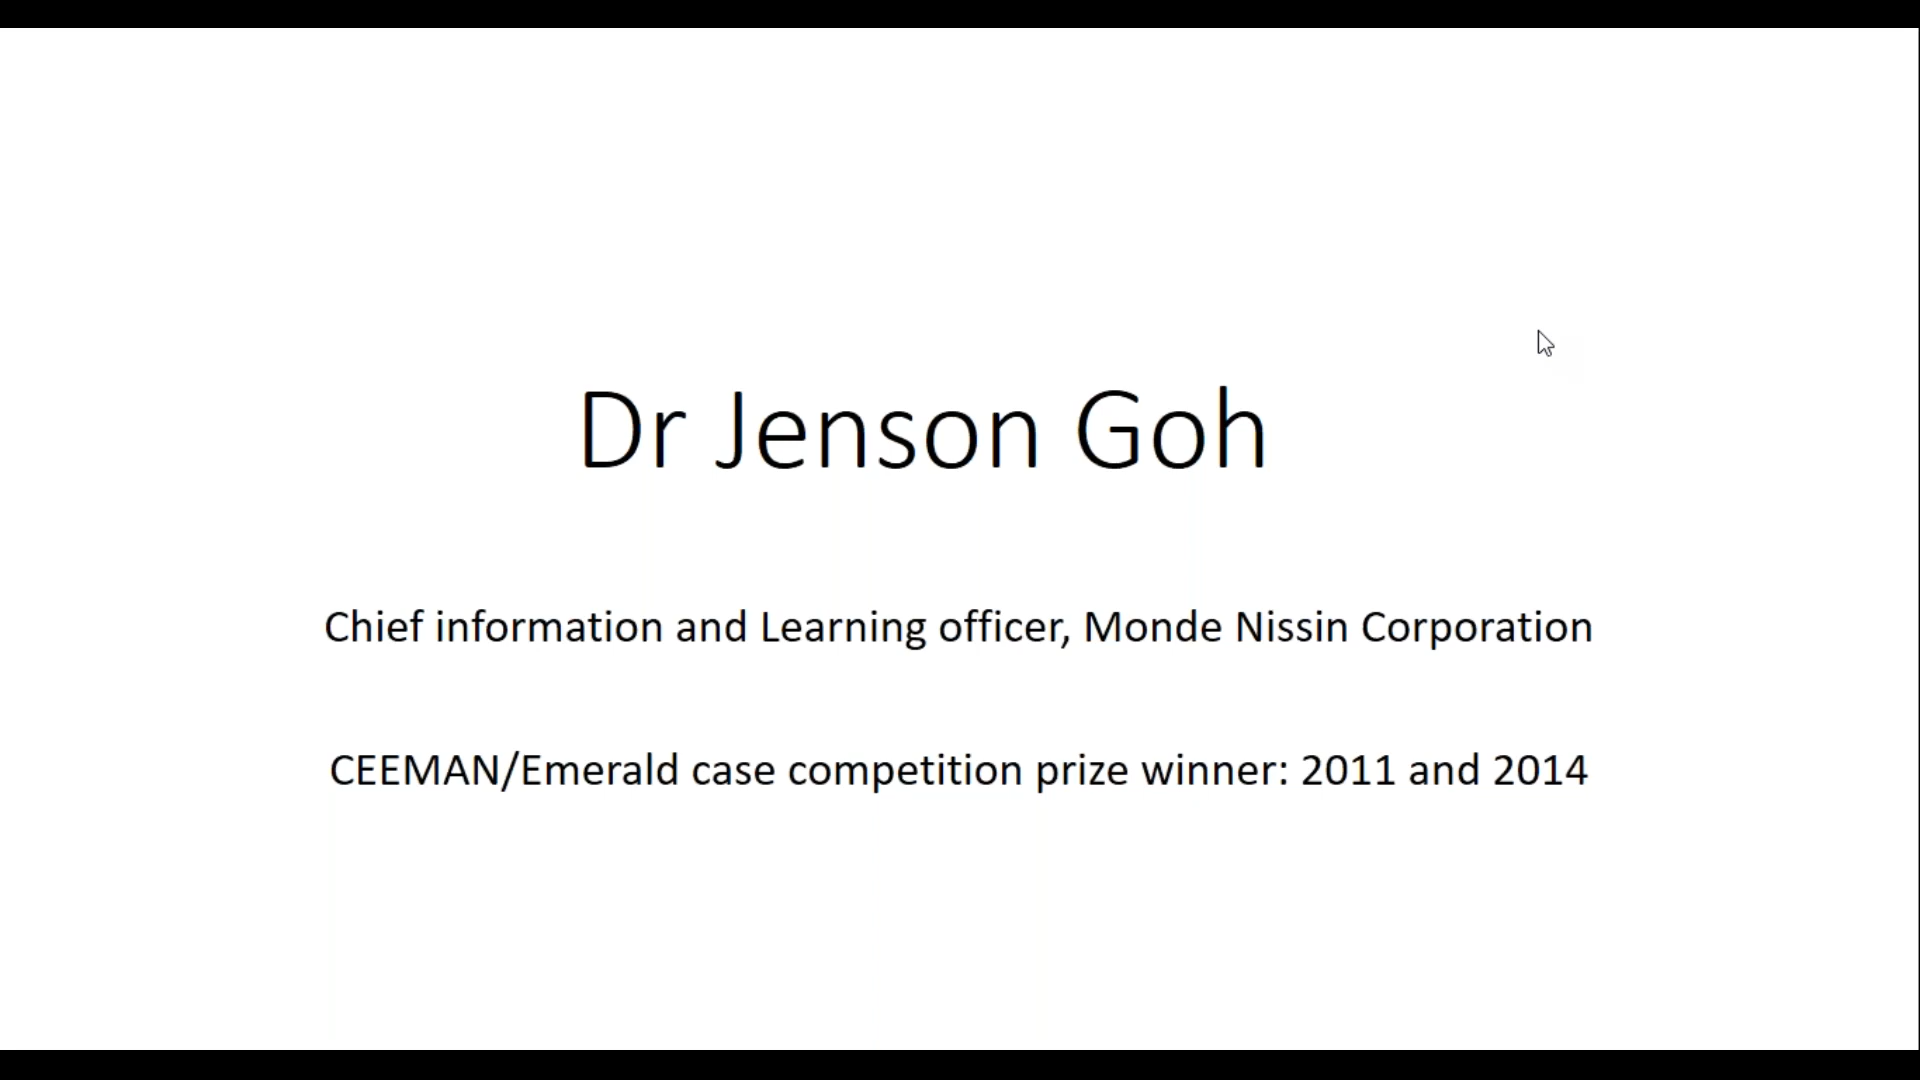 Dr Jenson Goh
Chief information and Learning officer, Monde Nissin Corporation
CEEMAN/Emerald case competition prize winner: 2011 and 2014